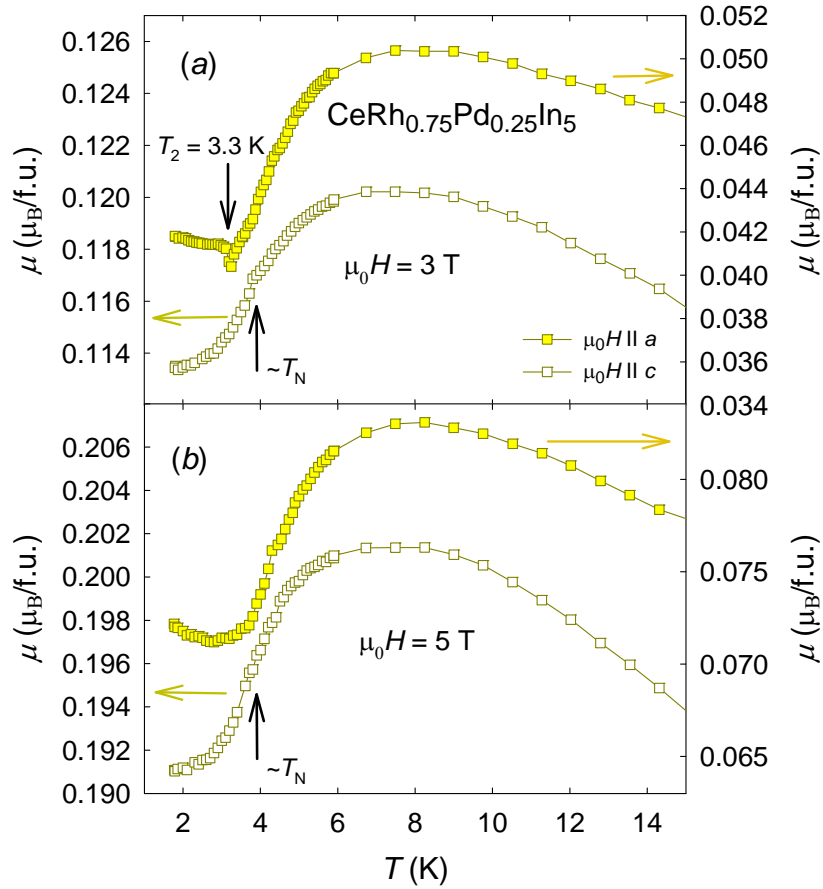 (a)
CeRh0.75Pd0.25In5
T2 = 3.3 K
μ0H = 3 T
~TN
μ0H II a
μ0H II c
μ (μB/f.u.)
0.126
0.124
0.122
0.120
0.118
0.116
0.114
μ (μB/f.u.)
0.052
0.050
0.048
0.046
0.044
0.042
0.040
0.038
0.036
0.034
(b)
μ0H = 5 T
~TN
μ (μB/f.u.)
0.206
0.204
0.202
0.200
0.198
0.196
0.194
0.192
0.190
μ (μB/f.u.)
0.080
0.075
0.070
0.065
2 4 6 8 10 12 14
T (K)